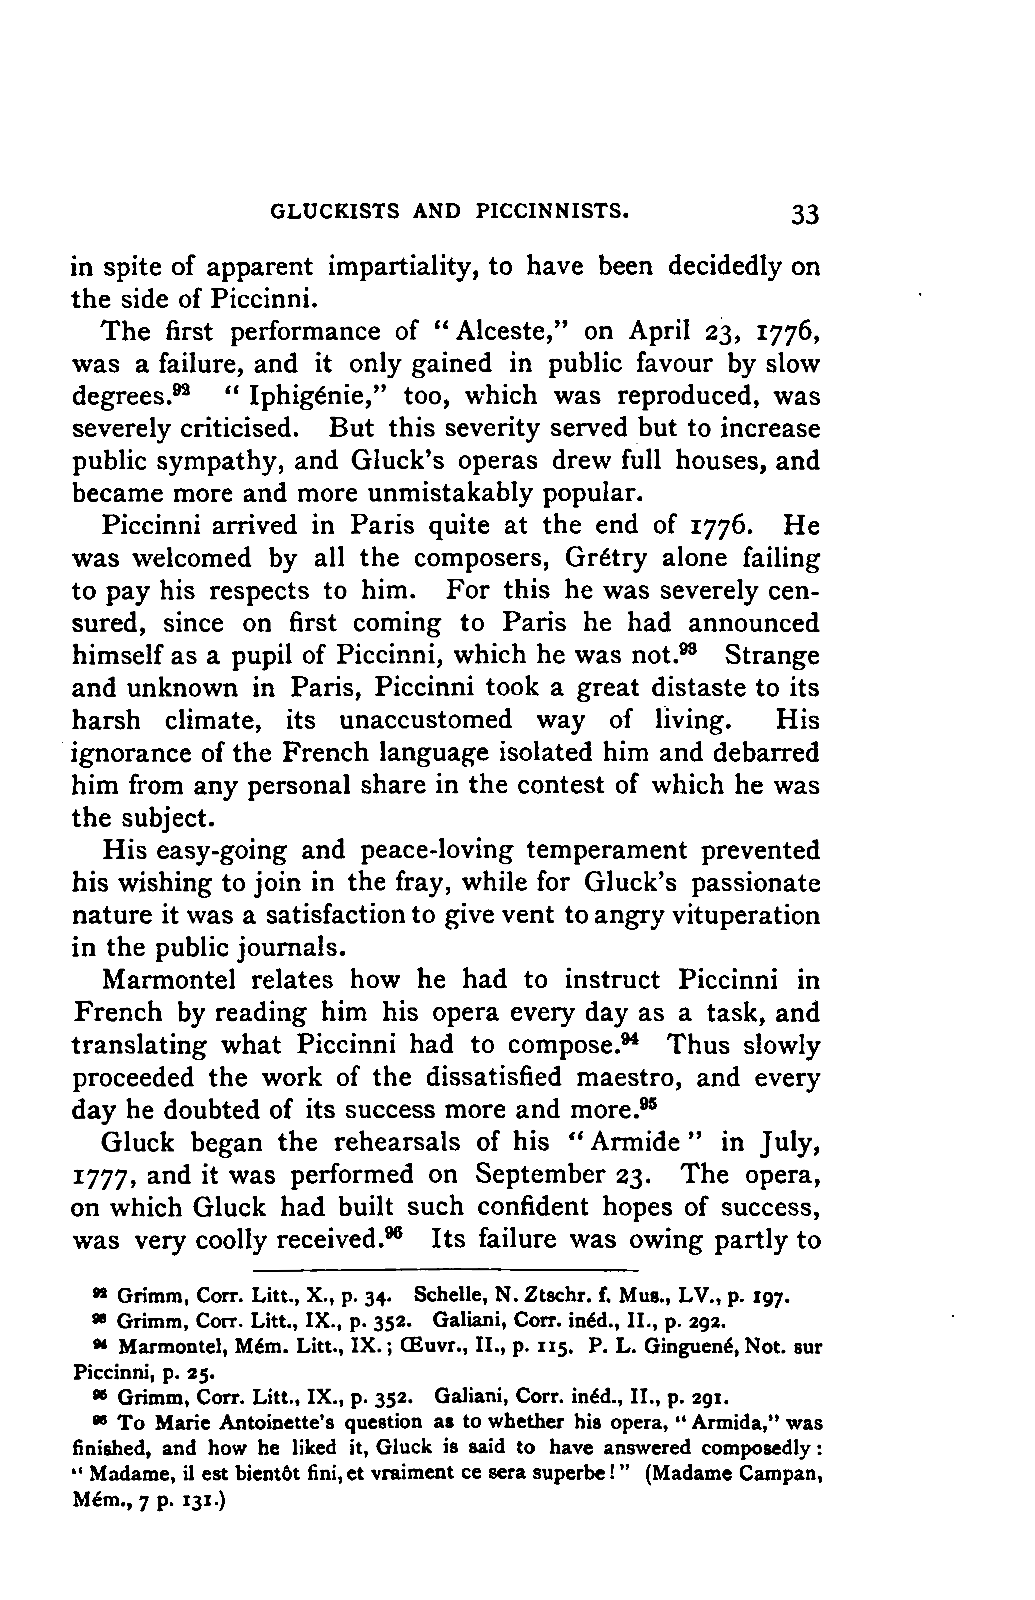 GLUCKISTS AND PICCINNISTS. 33
in spite of apparent impartiality, to have been decidedly on
the side of Piccinni.
The first performance of “ Alceste,” on April 23, 1776,
was a failure, and it only gained in public favour by slow
degrees.⁹² “ Iphigénie,” too, which was reproduced, was
severely criticised. But this severity served but to increase
public sympathy, and Gluck’s operas drew full houses, and
became more and more unmistakably popular.
Piccinni arrived in Paris quite at the end of 1776. He
was welcomed by all the composers, Grétry alone failing
to pay his respects to him. For this he was severely cen-
sured, since on first coming to Paris he had announced
himself as a pupil of Piccinni, which he was not.⁹³ Strange
and unknown in Paris, Piccinni took a great distaste to its
harsh climate, its unaccustomed way of living. His
ignorance of the French language isolated him and debarred
him from any personal share in the contest of which he was
the subject.
His easy-going and peace-loving temperament prevented
his wishing to join in the fray, while for Gluck’s passionate
nature it was a satisfaction to give vent to angry vituperation
in the public journals.
Marmontel relates how he had to instruct Piccinni in
French by reading him his opera every day as a task, and
translating what Piccinni had to compose.⁹⁴ Thus slowly
proceeded the work of the dissatisfied maestro, and every
day he doubted of its success more and more.⁹⁵
Gluck began the rehearsals of his “ Armide ” in July,
1777, and it was performed on September 23. The opera,
on which Gluck had built such confident hopes of success,
was very coolly received.⁹⁶ Its failure was owing partly to
⁹² Grimm, Corr. Litt., X., p. 34. Schelle, N. Ztschr. f. Mus., LV., p. 197.
⁹³ Grimm, Corr. Litt., IX., p. 352. Galiani, Corr. inéd., II., p. 292.
⁹⁴ Marmontel, Mém. Litt., IX. ; Œuvr., II., p. 115. P. L. Ginguené, Not. sur
Piccinni, p. 25.
⁹⁵ Grimm, Corr. Litt., IX., p. 352. Galiani, Corr. inéd., II., p. 291.
⁹⁶ To Marie Antoinette’s question as to whether his opera, “ Armida,” was
finished, and how he liked it, Gluck is said to have answered composedly :
“ Madame, il est bientôt fini, et vraiment ce sera superbe ! ” (Madame Campan,
Mém., 7 p. 131.)